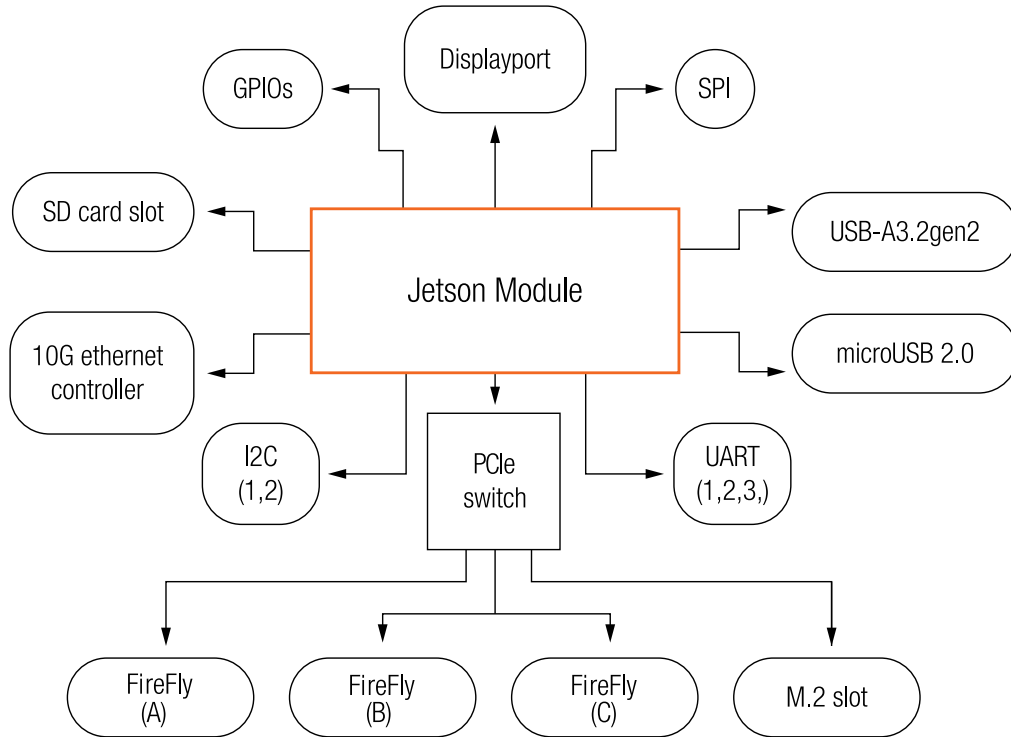 Displayport
GPIOs
SPI
SD card slot
USB-A3.2gen2
Jetson Module
10G ethernet
controller
microUSB 2.0
I2C
(1,2)
PCIe
switch
UART
(1,2,3,)
FireFly
(A)
FireFly
(B)
FireFly
(C)
M.2 slot